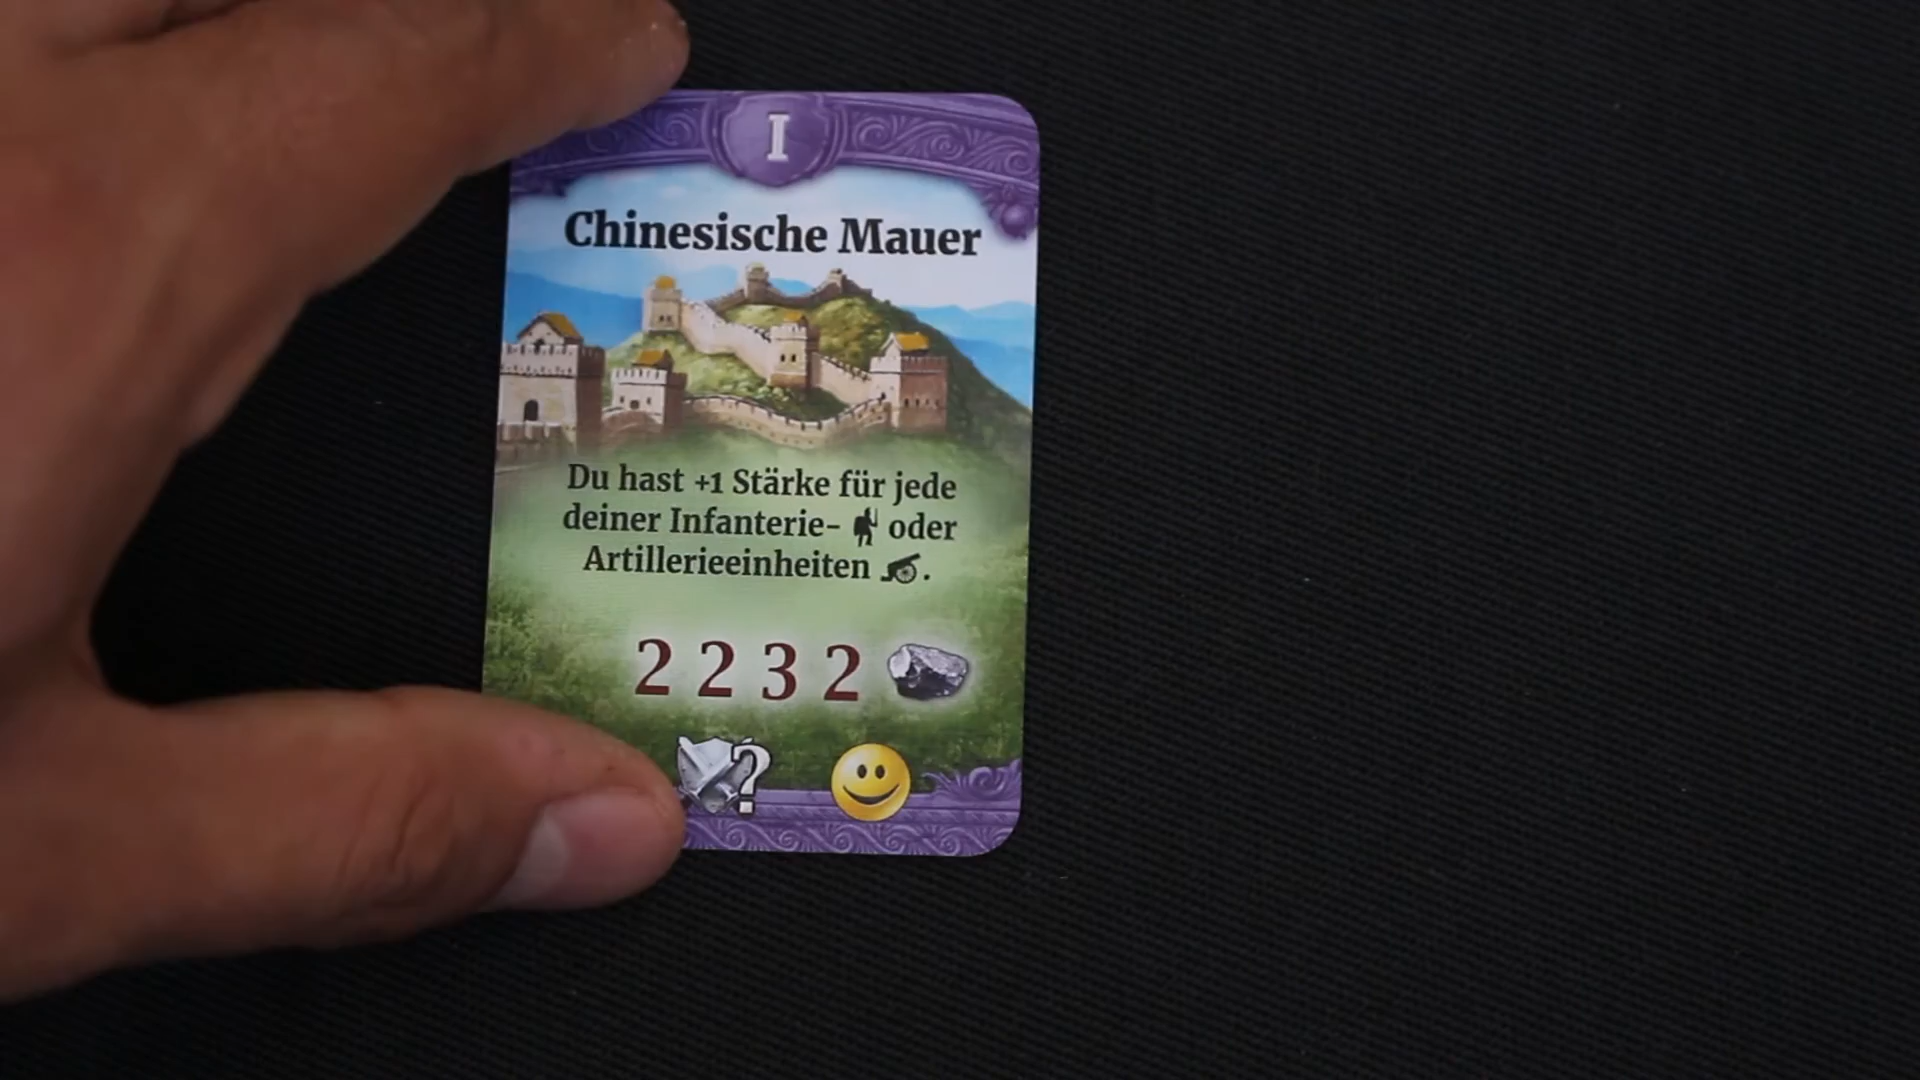 I
Chinesische Mauer
Du hast +1 Stärke für jede
deiner Infanterie- oder
Artillerieeinheiten .
2 2 3 2
?